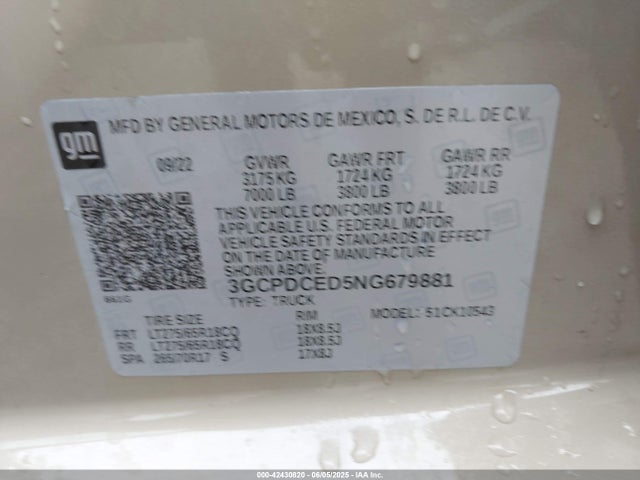 gm
MFD BY GENERAL MOTORS DE MEXICO, S. DE R.L. DE C.V.
09/22 GVWR GAWR FRT GAWR RR
3175 KG 1724 KG 1724 KG
7000 LB 3800 LB 3800 LB
THIS VEHICLE CONFORMS TO ALL
APPLICABLE U.S. FEDERAL MOTOR
VEHICLE SAFETY STANDARDS IN EFFECT
ON THE DATE OF MANUFACTURE
SHOWN ABOVE.
3GCPDCED5NG679881
TYPE: TRUCK
TIRE SIZE RIM MODEL: S1CK10543
FRT LT275/65R18CQ 18X8.5J
RR LT275/65R18CQ 18X8.5J
SPA 265/70R17 S 17X8J
000-42430820 - 06/05/2025 - IAA Inc.